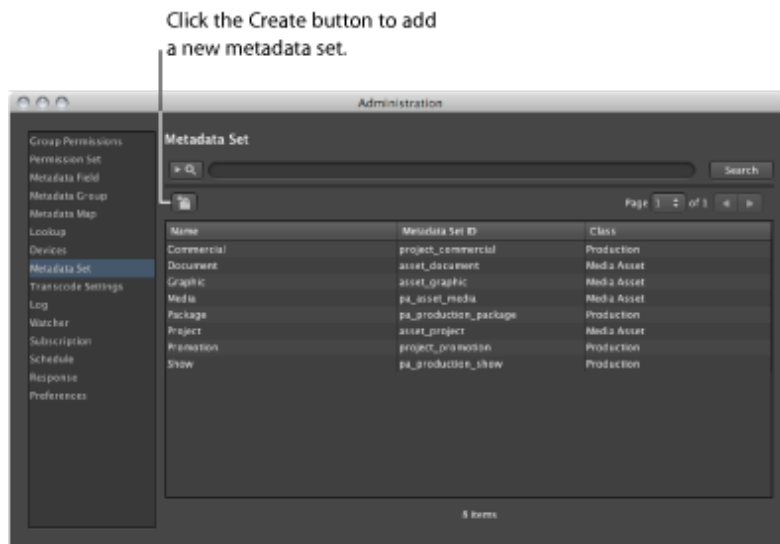 Click the Create button to add
a new metadata set.
Administration
Group Permissions
Permission Set
Metadata Field
Metadata Group
Metadata Map
Lookup
Devices
Metadata Set
Transcode Settings
Log
Watcher
Subscription
Schedule
Response
Preferences
Metadata Set
Search
Page 1 of 1
Name Metadata Set ID Class
Commercial project_commercial Production
Document asset_document Media Asset
Graphic asset_graphic Media Asset
Media pa_asset_media Media Asset
Package pa_production_package Production
Project asset_project Media Asset
Promotion project_promotion Production
Show pa_production_show Production
8 items